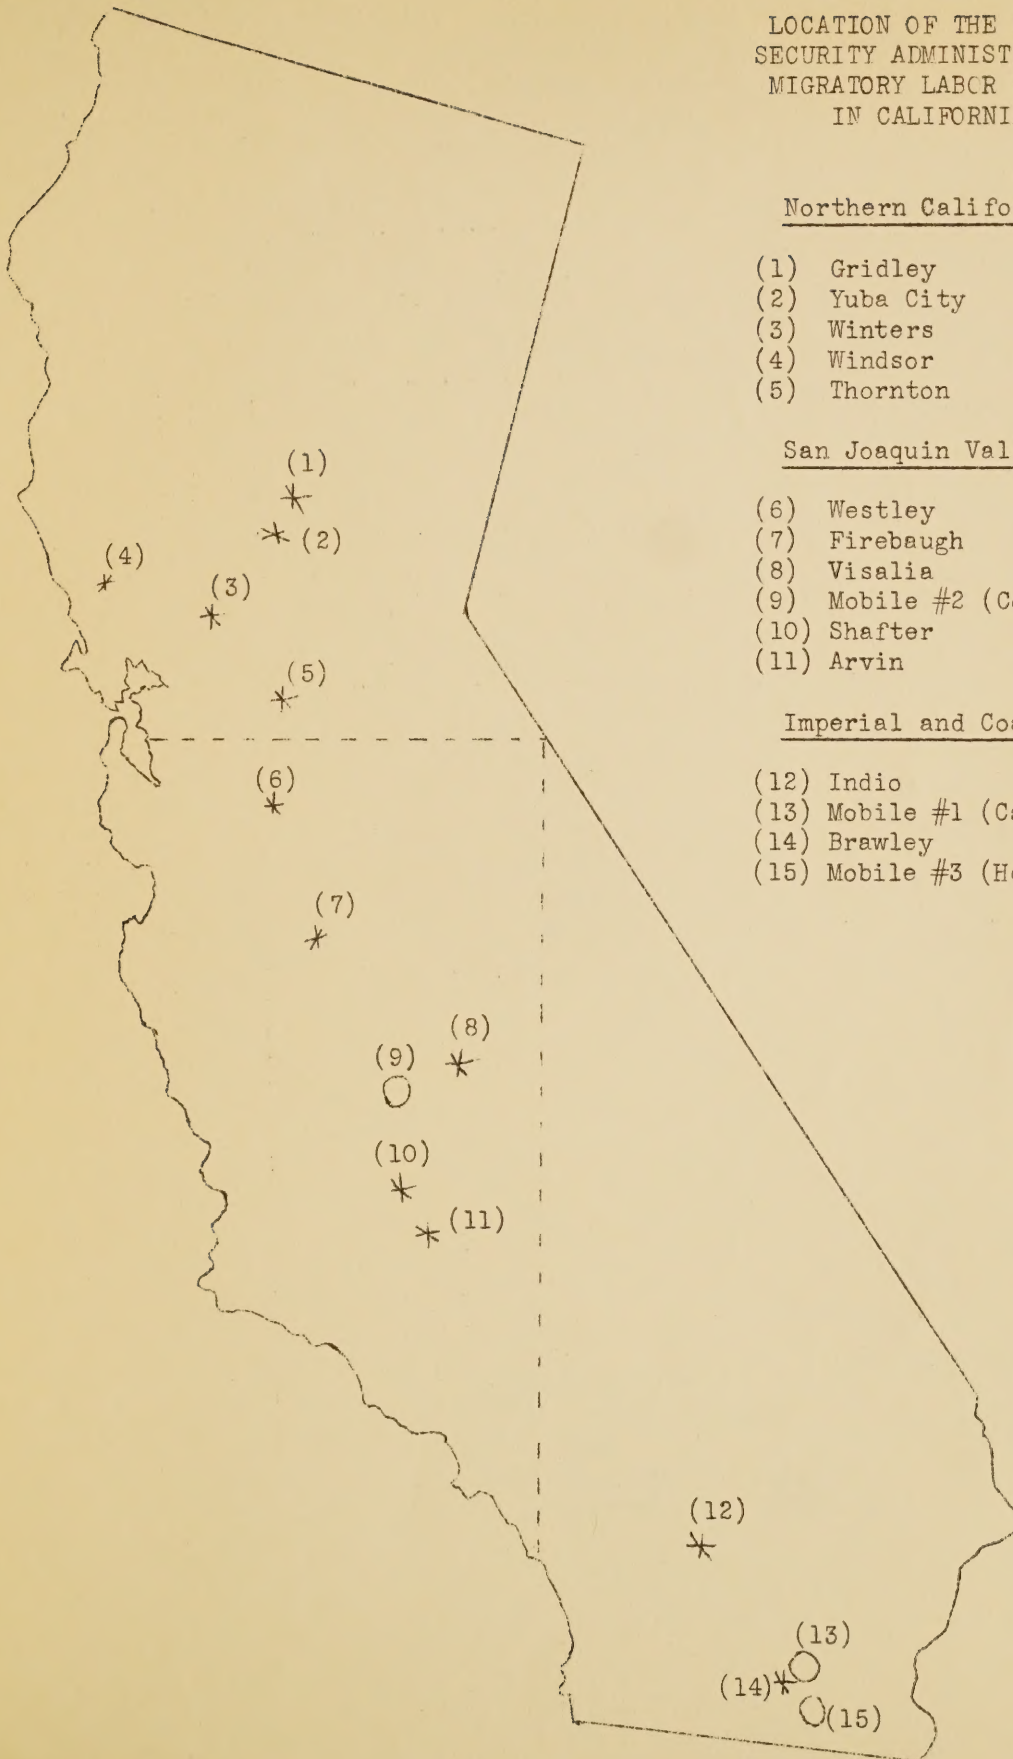 LOCATION OF THE
SECURITY ADMINIST
MIGRATORY LABOR
IN CALIFORNI
Northern Califo
(1) Gridley
(2) Yuba City
(3) Winters
(4) Windsor
(5) Thornton
San Joaquin Val
(6) Westley
(7) Firebaugh
(8) Visalia
(9) Mobile #2 (C
(10) Shafter
(11) Arvin
Imperial and Coa
(12) Indio
(13) Mobile #1 (Ca
(14) Brawley
(15) Mobile #3 (H
(1)
(2)
(4)
(3)
(5)
(6)
(7)
(8)
(9)
(10)
(11)
(12)
(13)
(14)
(15)